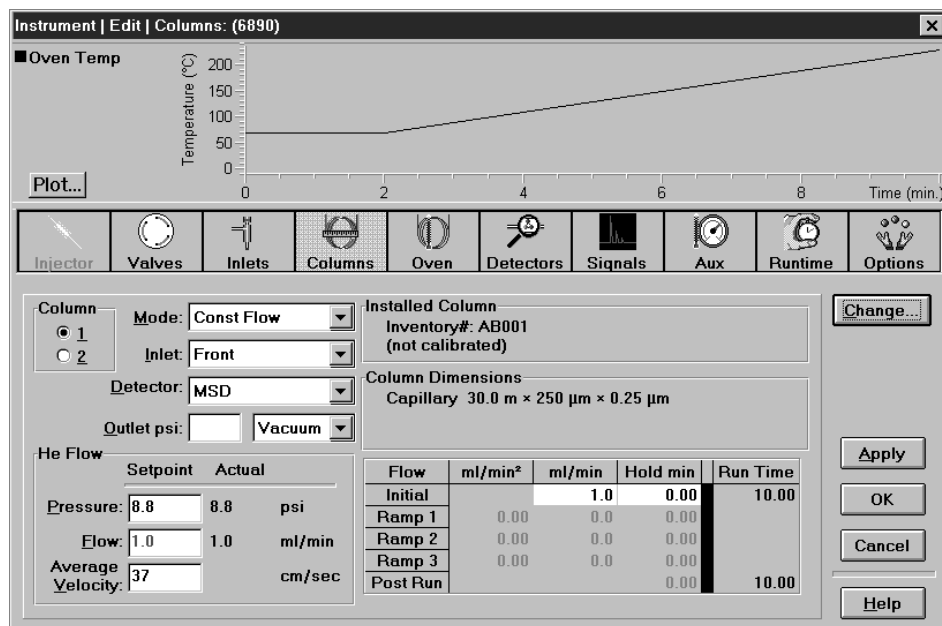 Instrument | Edit | Columns: (6890)
Oven Temp
Temperature (°C)
200
150
100
50
0
0 2 4 6 8 Time (min.)
Plot...
Injector Valves Inlets Columns Oven Detectors Signals Aux Runtime Options
Column
1
2
Mode: Const Flow
Inlet: Front
Detector: MSD
Outlet psi: Vacuum
Installed Column
Inventory#: AB001
(not calibrated)
Column Dimensions
Capillary 30.0 m × 250 µm × 0.25 µm
Change...
He Flow
Setpoint Actual
Pressure: 8.8 8.8 psi
Flow: 1.0 1.0 ml/min
Average
Velocity: 37 cm/sec
Flow ml/min² ml/min Hold min Run Time
Initial 1.0 0.00 10.00
Ramp 1 0.00 0.0 0.00
Ramp 2 0.00 0.0 0.00
Ramp 3 0.00 0.0 0.00
Post Run 0.00 10.00
Apply
OK
Cancel
Help